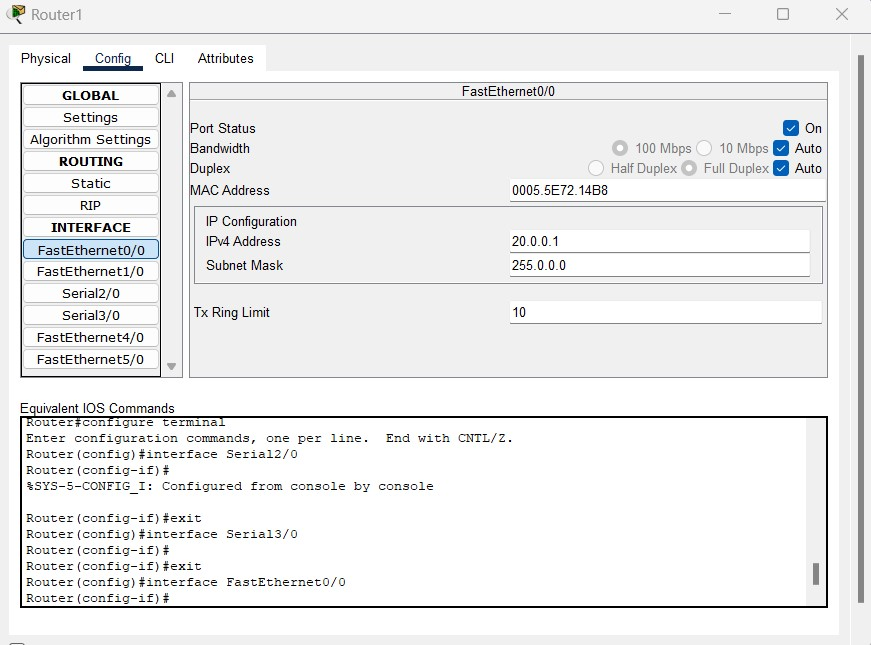 Router1
Physical Config CLI Attributes
GLOBAL
Settings
Algorithm Settings
ROUTING
Static
RIP
INTERFACE
FastEthernet0/0
FastEthernet1/0
Serial2/0
Serial3/0
FastEthernet4/0
FastEthernet5/0
FastEthernet0/0
Port Status On
Bandwidth 100 Mbps 10 Mbps Auto
Duplex Half Duplex Full Duplex Auto
MAC Address 0005.5E72.14B8
IP Configuration
IPv4 Address 20.0.0.1
Subnet Mask 255.0.0.0
Tx Ring Limit 10
Equivalent IOS Commands
Router#configure terminal
Enter configuration commands, one per line.  End with CNTL/Z.
Router(config)#interface Serial2/0
Router(config-if)#
%SYS-5-CONFIG_I: Configured from console by console
Router(config-if)#exit
Router(config)#interface Serial3/0
Router(config-if)#
Router(config-if)#exit
Router(config)#interface FastEthernet0/0
Router(config-if)#